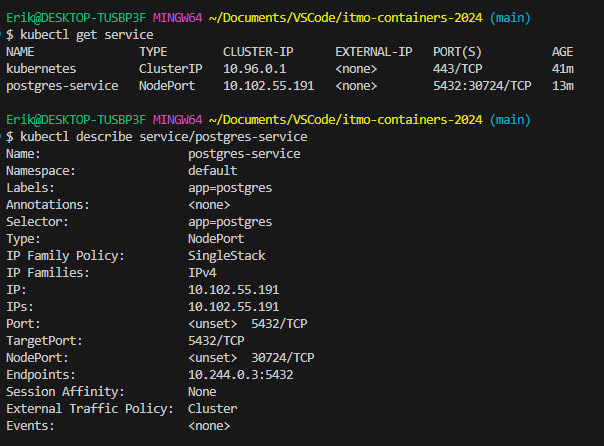 Erik@DESKTOP-TUSBP3F MINGW64 ~/Documents/VSCode/itmo-containers-2024 (main)
$ kubectl get service
NAME TYPE CLUSTER-IP EXTERNAL-IP PORT(S) AGE
kubernetes ClusterIP 10.96.0.1 <none> 443/TCP 41m
postgres-service NodePort 10.102.55.191 <none> 5432:30724/TCP 13m
Erik@DESKTOP-TUSBP3F MINGW64 ~/Documents/VSCode/itmo-containers-2024 (main)
$ kubectl describe service/postgres-service
Name: postgres-service
Namespace: default
Labels: app=postgres
Annotations: <none>
Selector: app=postgres
Type: NodePort
IP Family Policy: SingleStack
IP Families: IPv4
IP: 10.102.55.191
IPs: 10.102.55.191
Port: <unset> 5432/TCP
TargetPort: 5432/TCP
NodePort: <unset> 30724/TCP
Endpoints: 10.244.0.3:5432
Session Affinity: None
External Traffic Policy: Cluster
Events: <none>